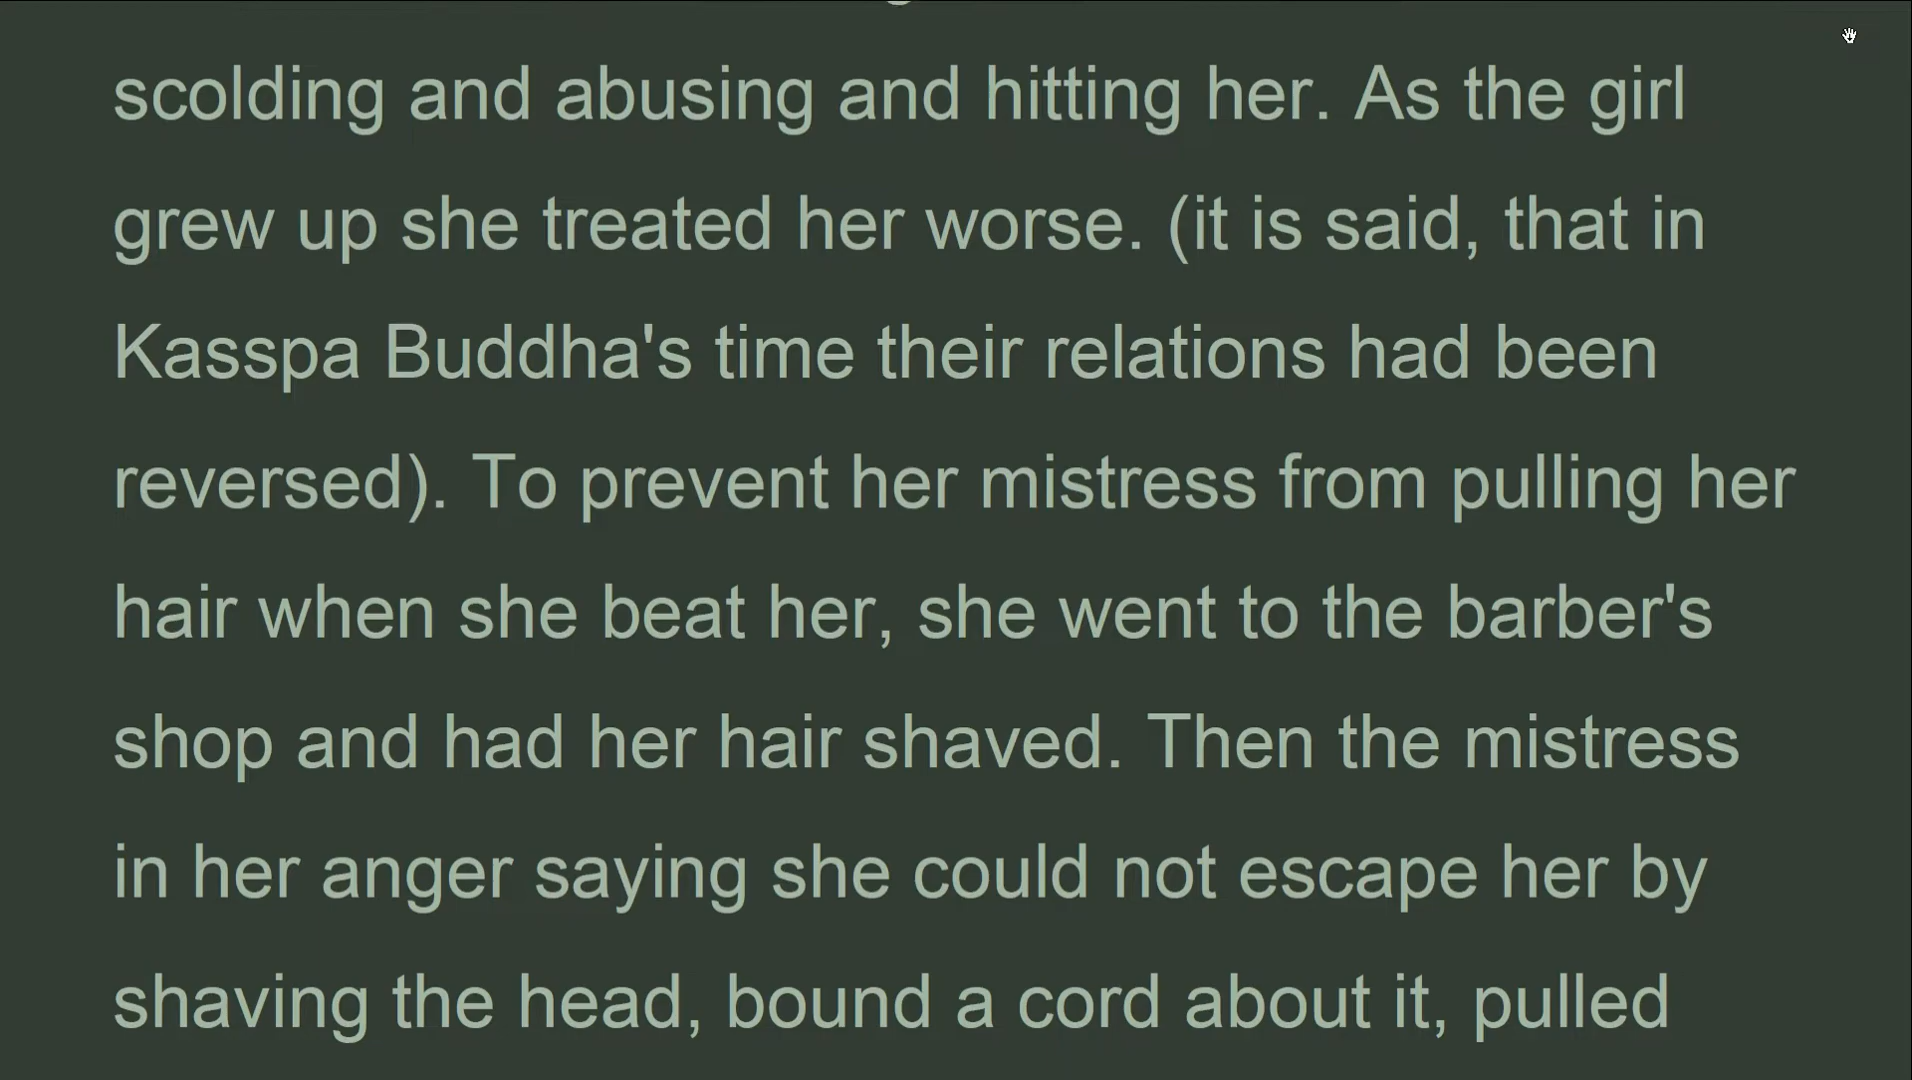 scolding and abusing and hitting her. As the girl
grew up she treated her worse. (it is said, that in
Kasspa Buddha's time their relations had been
reversed). To prevent her mistress from pulling her
hair when she beat her, she went to the barber's
shop and had her hair shaved. Then the mistress
in her anger saying she could not escape her by
shaving the head, bound a cord about it, pulled